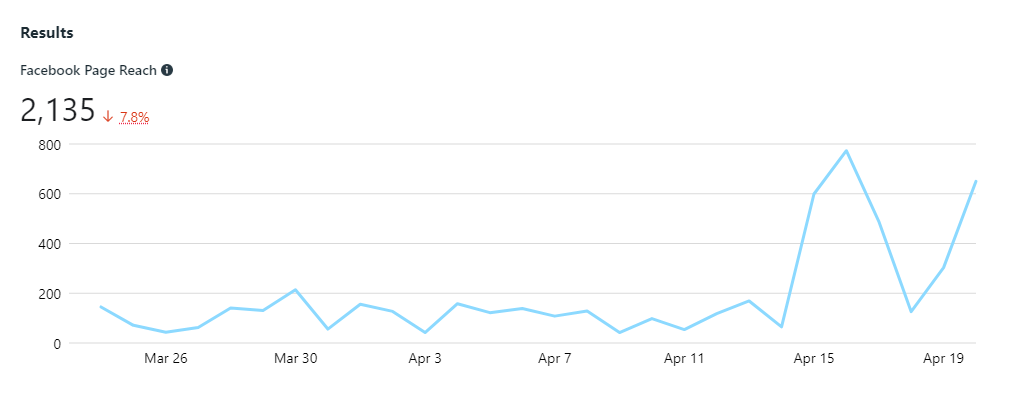 Results
Facebook Page Reach
2,135 ↓ 7.8%
800
600
400
200
0
Mar 26 Mar 30 Apr 3 Apr 7 Apr 11 Apr 15 Apr 19